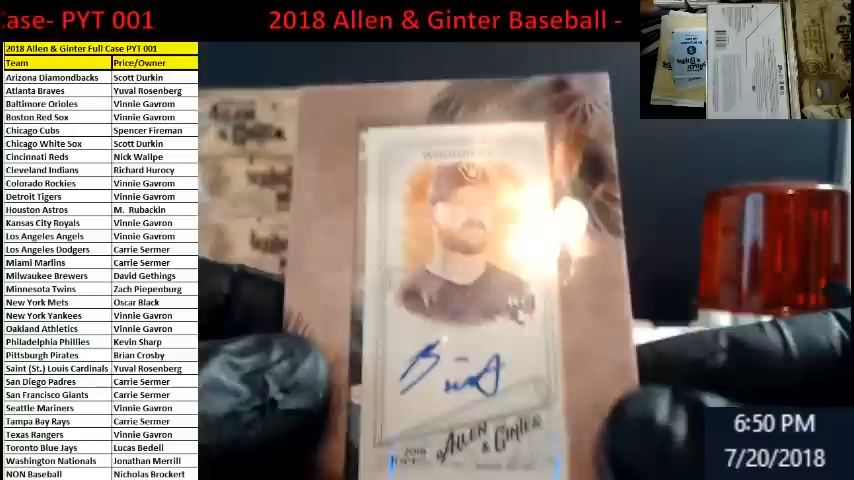 ase- PYT 001
2018 Allen & Ginter Baseball -
2018 Allen & Ginter Full Case PYT 001
Team Price/Owner
Arizona Diamondbacks Scott Durkin
Atlanta Braves Yuval Rosenberg
Baltimore Orioles Vinnie Gavrom
Boston Red Sox Vinnie Gavrom
Chicago Cubs Spencer Fireman
Chicago White Sox Scott Durkin
Cincinnati Reds Nick Wallpe
Cleveland Indians Richard Hurocy
Colorado Rockies Vinnie Gavrom
Detroit Tigers Vinnie Gavrom
Houston Astros M. Rubackin
Kansas City Royals Vinnie Gavron
Los Angeles Angels Vinnie Gavrom
Los Angeles Dodgers Carrie Sermer
Miami Marlins Carrie Sermer
Milwaukee Brewers David Gethings
Minnesota Twins Zach Piepenburg
New York Mets Oscar Black
New York Yankees Vinnie Gavron
Oakland Athletics Vinnie Gavron
Philadelphia Phillies Kevin Sharp
Pittsburgh Pirates Brian Crosby
Saint (St.) Louis Cardinals Yuval Rosenberg
San Diego Padres Carrie Sermer
San Francisco Giants Carrie Sermer
Seattle Mariners Vinnie Gavron
Tampa Bay Rays Carrie Sermer
Texas Rangers Vinnie Gavron
Toronto Blue Jays Lucas Bedell
Washington Nationals Jonathan Merrill
NON Baseball Nicholas Brockert
2018
Topps
ALLEN
& GINTER
6:50 PM
7/20/2018